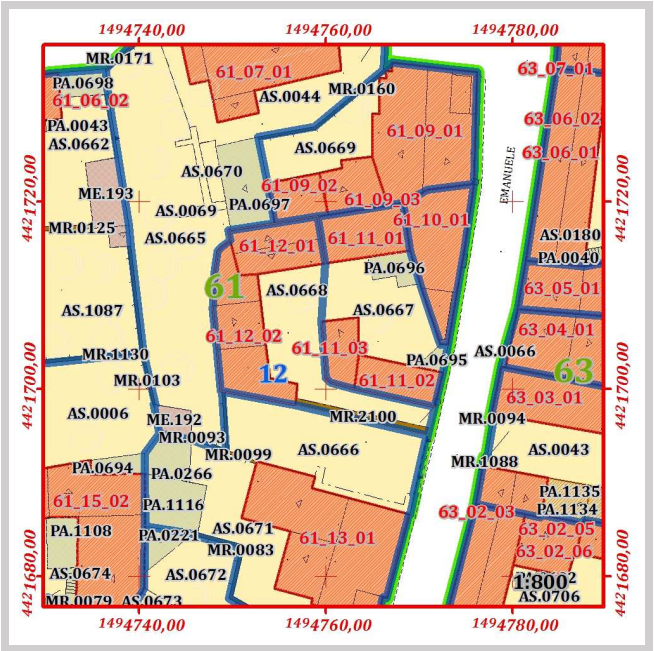 1494740,00 1494760,00 1494780,00
MR.0171
61_07_01
63_07_01
PA.0698
MR.0160
61_06_02
AS.0044
63_06_02
PA.0043
61_09_01
AS.0662
AS.0669
63_06_01
AS.0670
EMANUELE
61_09_02
ME.193
61_09_03
4421720,00
4421720,00
PA.0697
AS.0069
61_10_01
MR.0125
AS.0665
61_12_01
61_11_01
AS.0180
PA.0040
PA.0696
61
AS.0668
63_05_01
AS.1087
AS.0667
63_04_01
61_12_02
61_11_03
AS.0066
MR.1130
PA.0695
12
63
MR.0103
61_11_02
4421700,00
4421700,00
63_03_01
AS.0006
ME.192
MR.2100
MR.0094
MR.0093
AS.0666
AS.0043
MR.0099
MR.1088
PA.0694
PA.0266
PA.1135
61_15_02
PA.1116
PA.1134
63_02_03
PA.1108
AS.0671
63_02_05
PA.0221
61_13_01
MR.0083
63_02_06
AS.0674
AS.0672
1:800
4421680,00
4421680,00
AS.0706
MR.0079
AS.0673
1494740,00 1494760,00 1494780,00